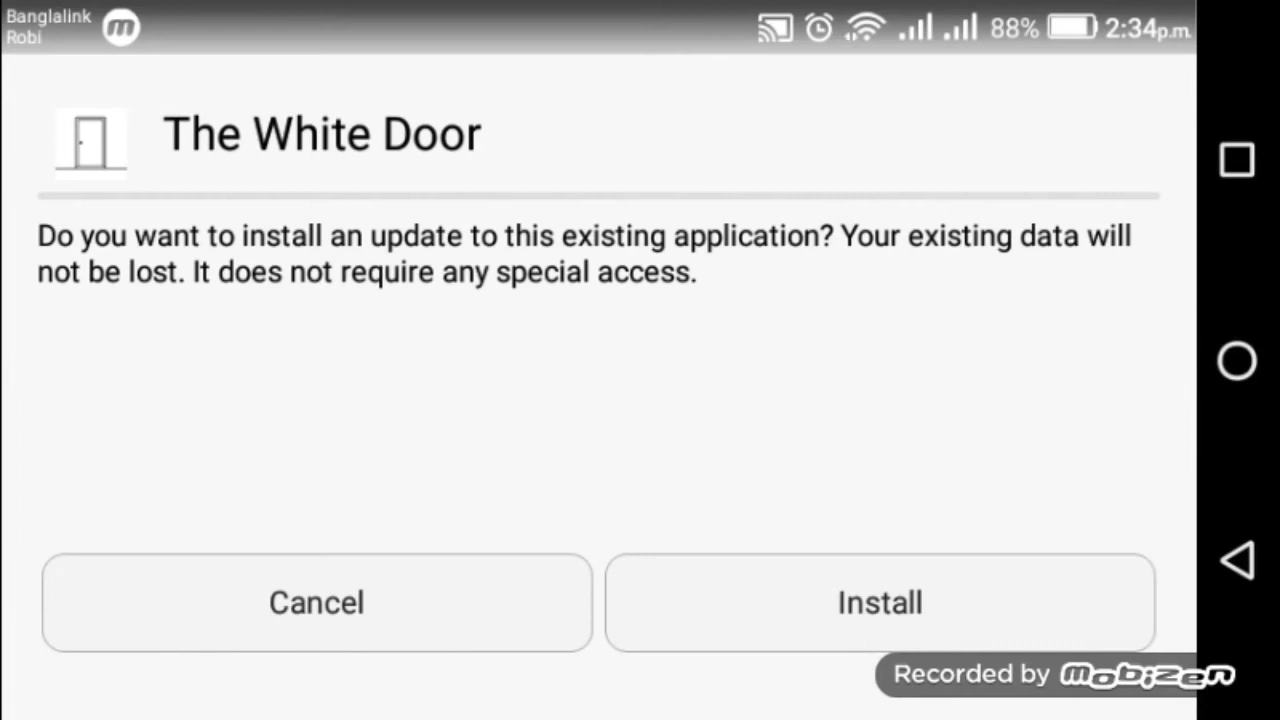 Banglalink
Robi
88%
2:34p.m.
The White Door
Do you want to install an update to this existing application? Your existing data will
not be lost. It does not require any special access.
Cancel
Install
Recorded by mobizen